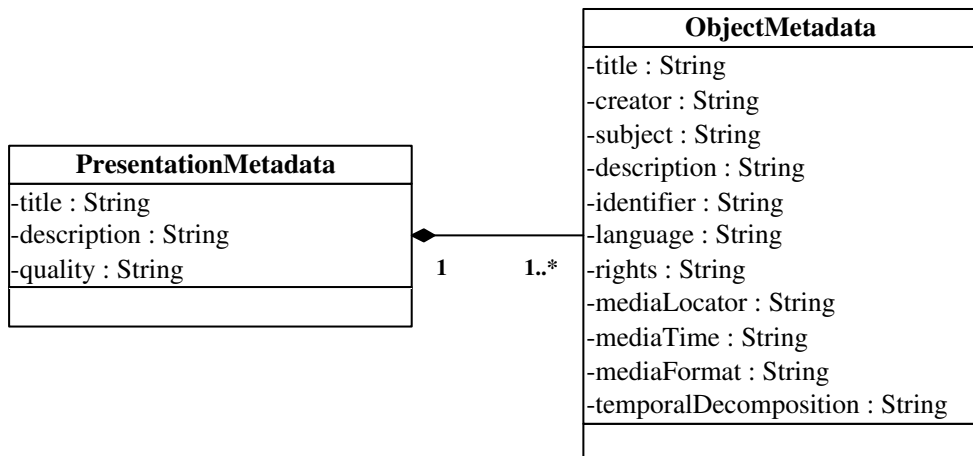 PresentationMetadata
-title : String
-description : String
-quality : String
1
1..*
ObjectMetadata
-title : String
-creator : String
-subject : String
-description : String
-identifier : String
-language : String
-rights : String
-mediaLocator : String
-mediaTime : String
-mediaFormat : String
-temporalDecomposition : String